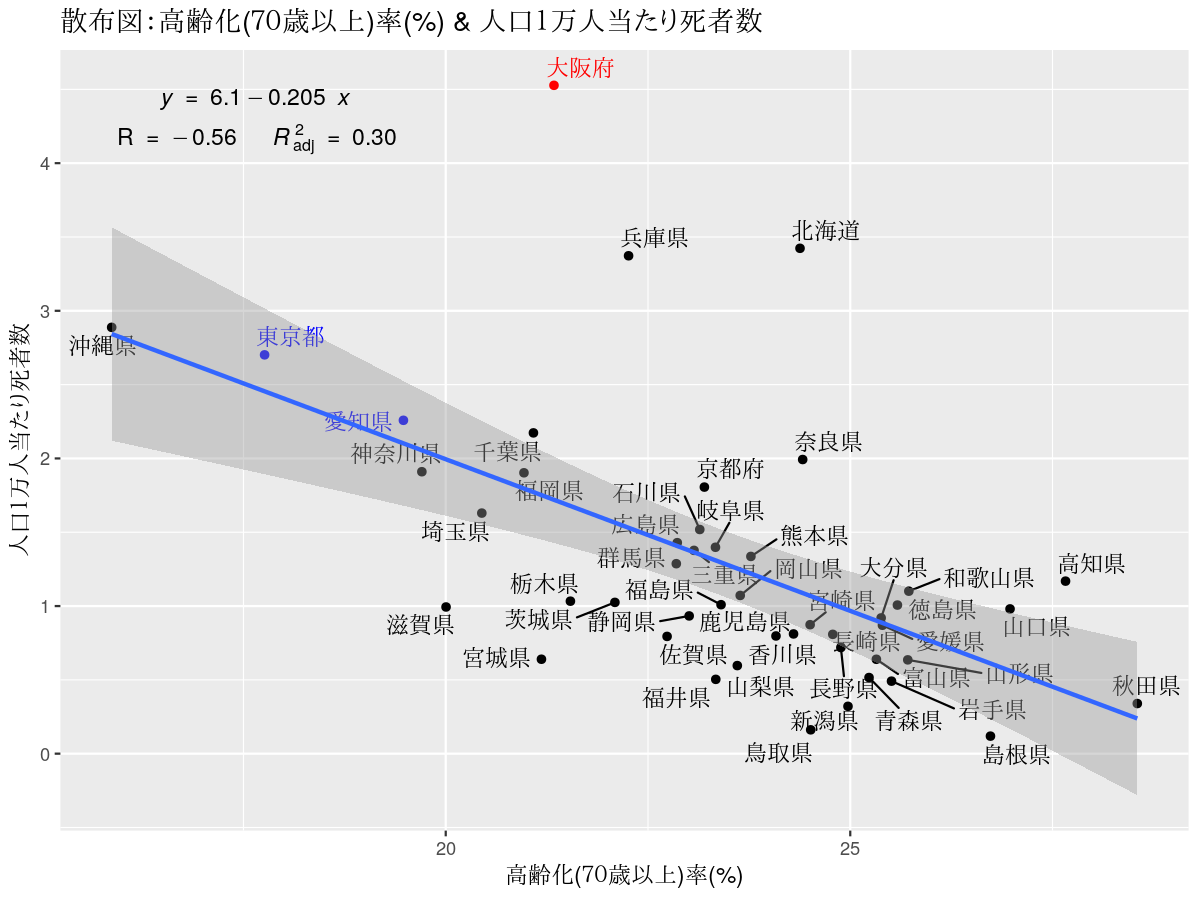 散布図:高齢化(70歳以上)率(%) & 人口1万人当たり死者数
大阪府
y = 6.1 − 0.205 x
R = − 0.56 R²adj = 0.30
4
兵庫県
北海道
3
東京都
沖縄県
愛知県
神奈川県
千葉県
奈良県
2
京都府
福岡県
石川県
岐阜県
埼玉県
広島県
熊本県
群馬県
三重県
岡山県
大分県
高知県
和歌山県
栃木県
福島県
宮崎県
1
徳島県
茨城県
静岡県
鹿児島県
滋賀県
山口県
長崎県
愛媛県
宮城県
佐賀県
香川県
富山県
山形県
秋田県
福井県
山梨県
長野県
岩手県
新潟県
青森県
鳥取県
島根県
0
20
25
高齢化(70歳以上)率(%)
人口1万人当たり死者数